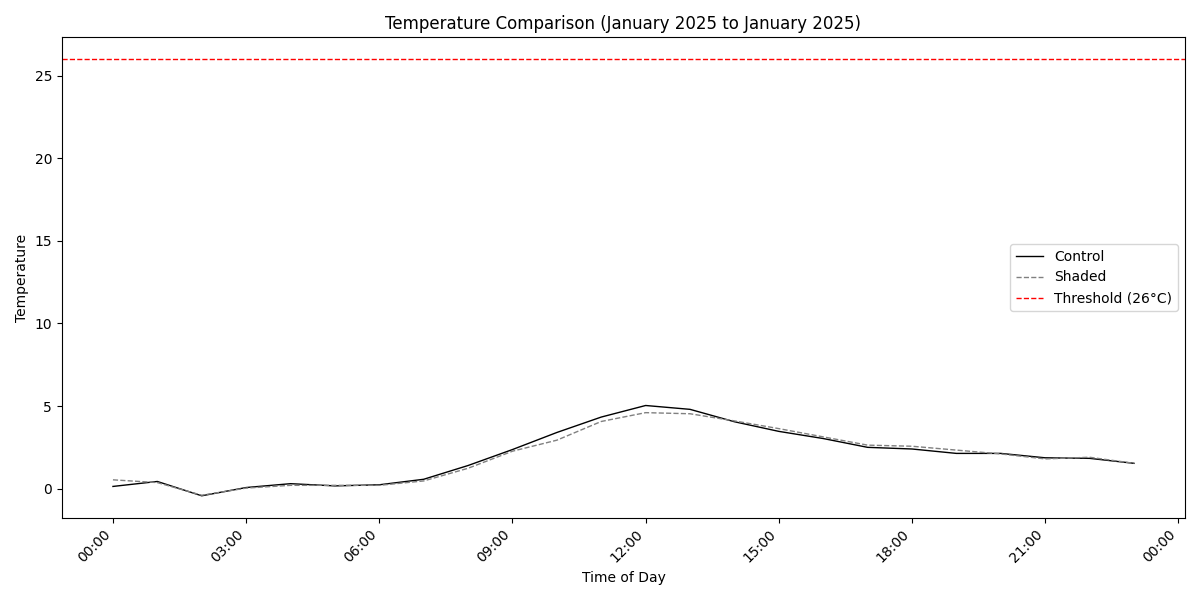 Temperature Comparison (January 2025 to January 2025)
25
20
15
10
5
0
Temperature
Control
Shaded
Threshold (26°C)
00:00
03:00
06:00
09:00
12:00
15:00
18:00
21:00
00:00
Time of Day